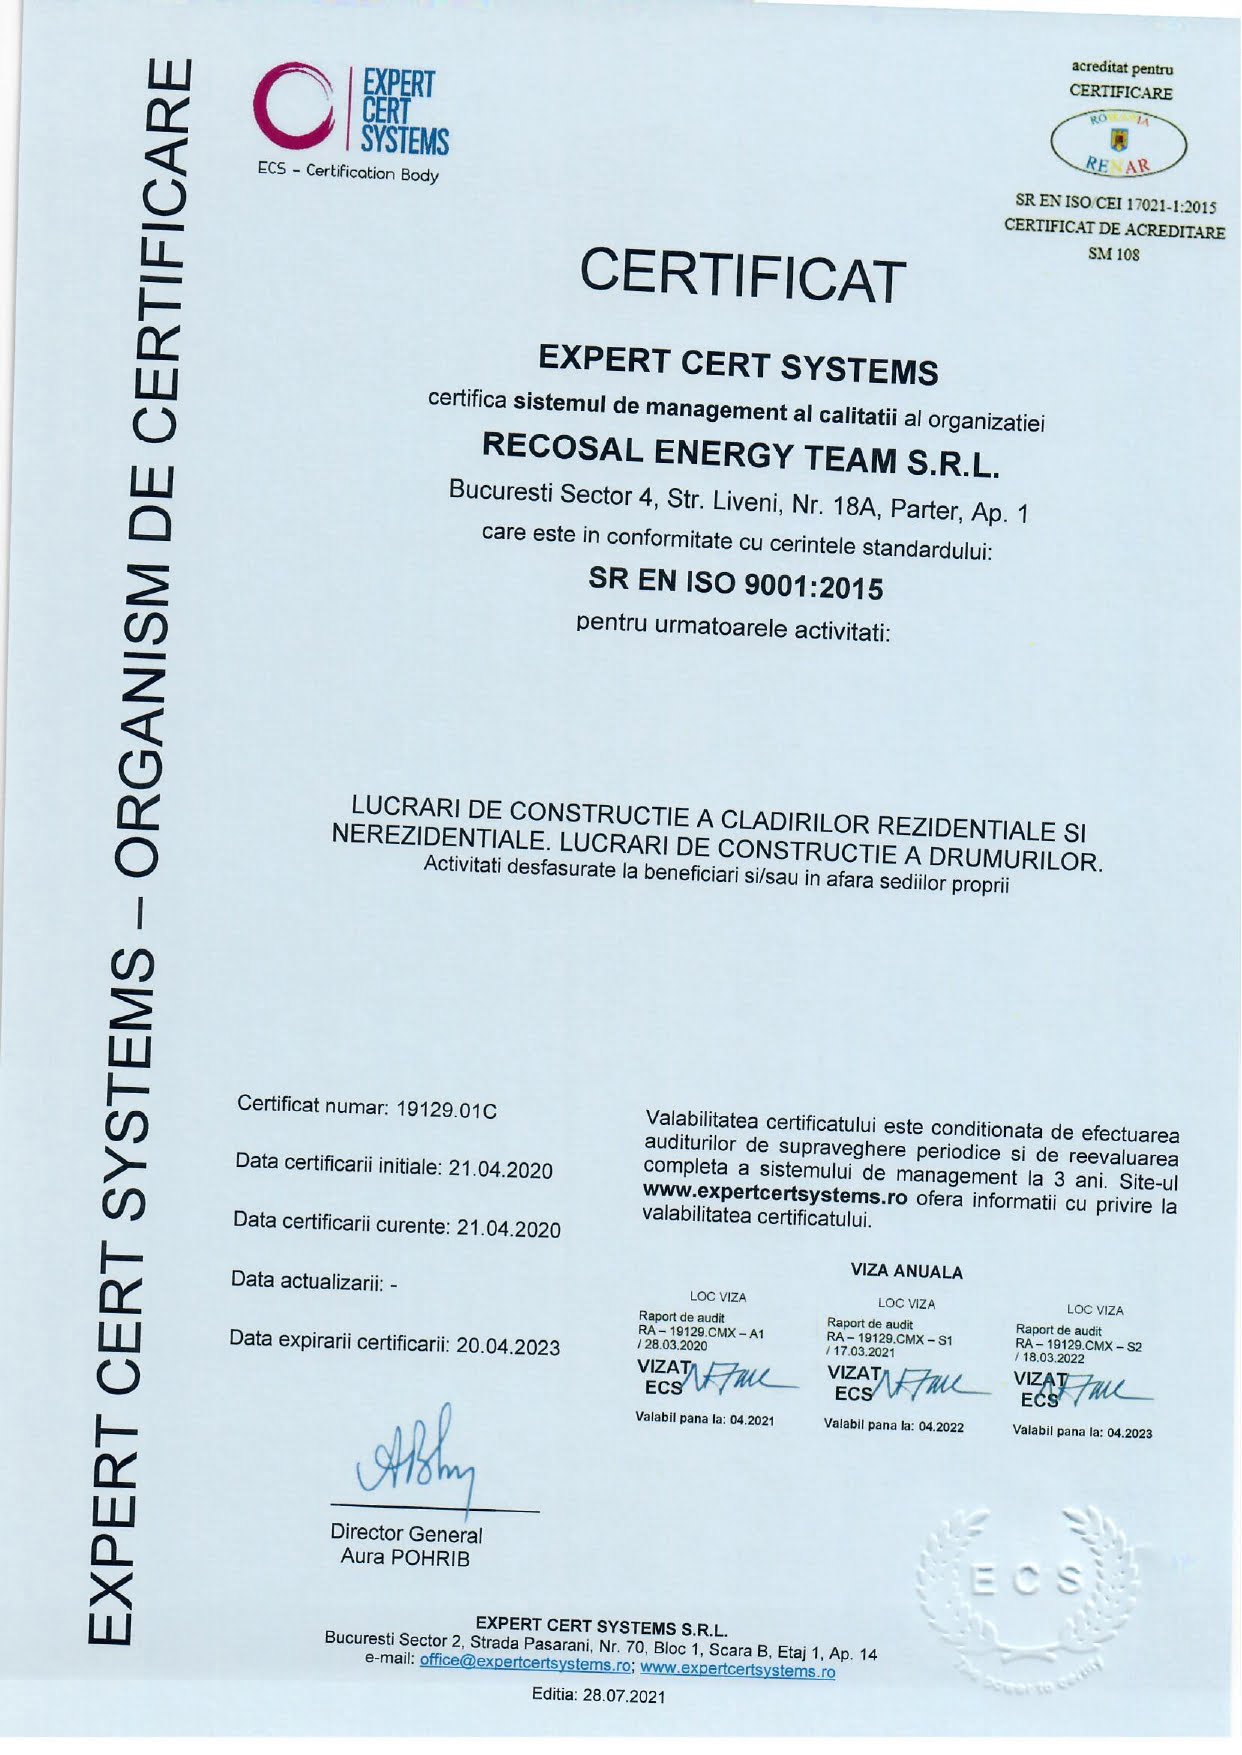 EXPERT CERT SYSTEMS – ORGANISM DE CERTIFICARE
EXPERT
CERT
SYSTEMS
ECS – Certification Body
acreditat pentru
CERTIFICARE
ROMANIA
RENAR
SR EN ISO/CEI 17021-1:2015
CERTIFICAT DE ACREDITARE
SM 108
CERTIFICAT
EXPERT CERT SYSTEMS
certifica sistemul de management al calitatii al organizatiei
RECOSAL ENERGY TEAM S.R.L.
Bucuresti Sector 4, Str. Liveni, Nr. 18A, Parter, Ap. 1
care este in conformitate cu cerintele standardului:
SR EN ISO 9001:2015
pentru urmatoarele activitati:
LUCRARI DE CONSTRUCTIE A CLADIRILOR REZIDENTIALE SI
NEREZIDENTIALE. LUCRARI DE CONSTRUCTIE A DRUMURILOR.
Activitati desfasurate la beneficiari si/sau in afara sediilor proprii
Certificat numar: 19129.01C
Data certificarii initiale: 21.04.2020
Data certificarii curente: 21.04.2020
Data actualizarii: -
Data expirarii certificarii: 20.04.2023
Valabilitatea certificatului este conditionata de efectuarea
auditurilor de supraveghere periodice si de reevaluarea
completa a sistemului de management la 3 ani. Site-ul
www.expertcertsystems.ro ofera informatii cu privire la
valabilitatea certificatului.
VIZA ANUALA
LOC VIZA
Raport de audit
RA – 19129.CMX – A1
/ 28.03.2020
VIZAT
ECS
Valabil pana la: 04.2021
LOC VIZA
Raport de audit
RA – 19129.CMX – S1
/ 17.03.2021
VIZAT
ECS
Valabil pana la: 04.2022
LOC VIZA
Raport de audit
RA – 19129.CMX – S2
/ 18.03.2022
VIZAT
ECS
Valabil pana la: 04.2023
Director General
Aura POHRIB
ECS
The power to certify
EXPERT CERT SYSTEMS S.R.L.
Bucuresti Sector 2, Strada Pasarani, Nr. 70, Bloc 1, Scara B, Etaj 1, Ap. 14
e-mail: office@expertcertsystems.ro; www.expertcertsystems.ro
Editia: 28.07.2021